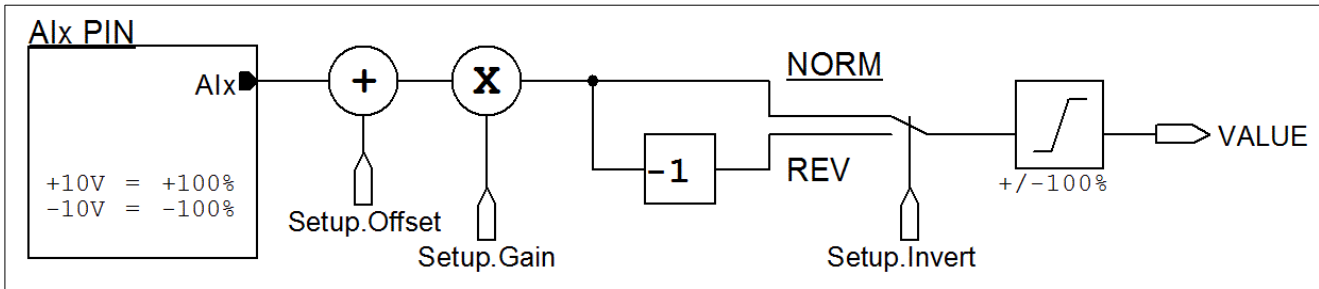 AIx PIN
AIx
+10V = +100%
-10V = -100%
+
Setup.Offset
X
Setup.Gain
-1
NORM
REV
Setup.Invert
+/-100%
VALUE